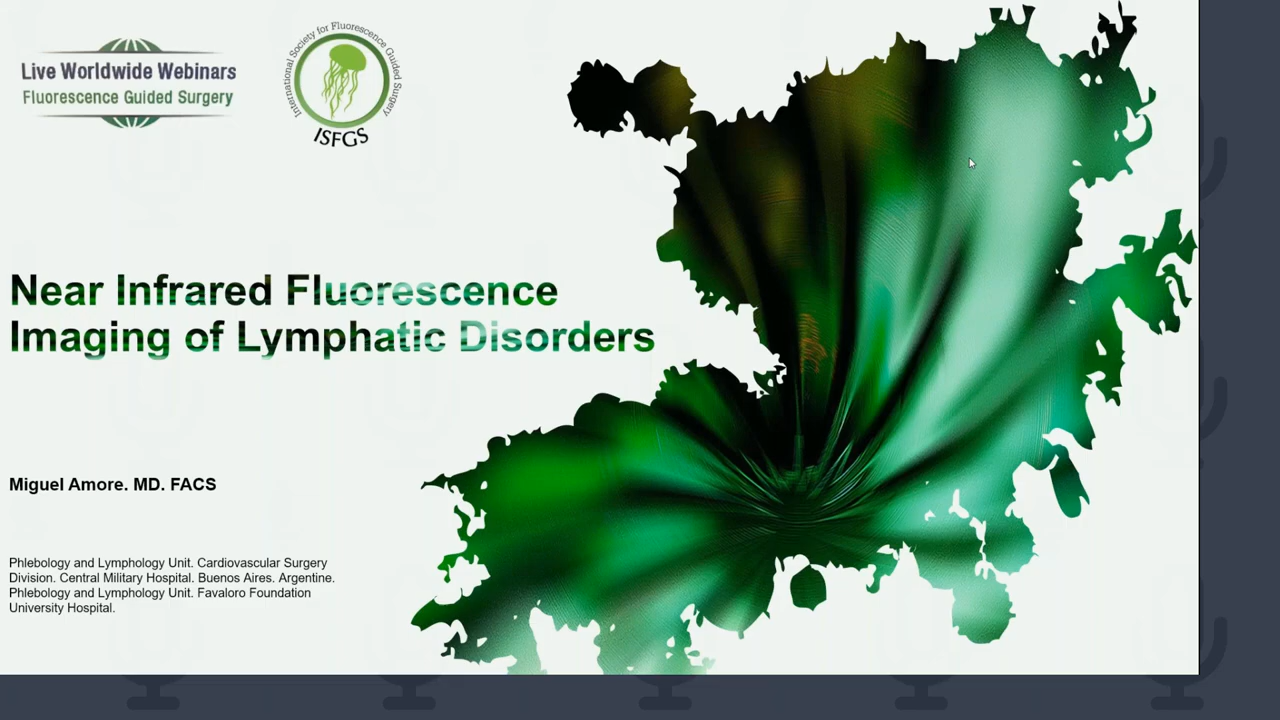 Live Worldwide Webinars
Fluorescence Guided Surgery
International Society for Fluorescence Guided Surgery
ISFGS
Near Infrared Fluorescence
Imaging of Lymphatic Disorders
Miguel Amore. MD. FACS
Phlebology and Lymphology Unit. Cardiovascular Surgery
Division. Central Military Hospital. Buenos Aires. Argentine.
Phlebology and Lymphology Unit. Favaloro Foundation
University Hospital.